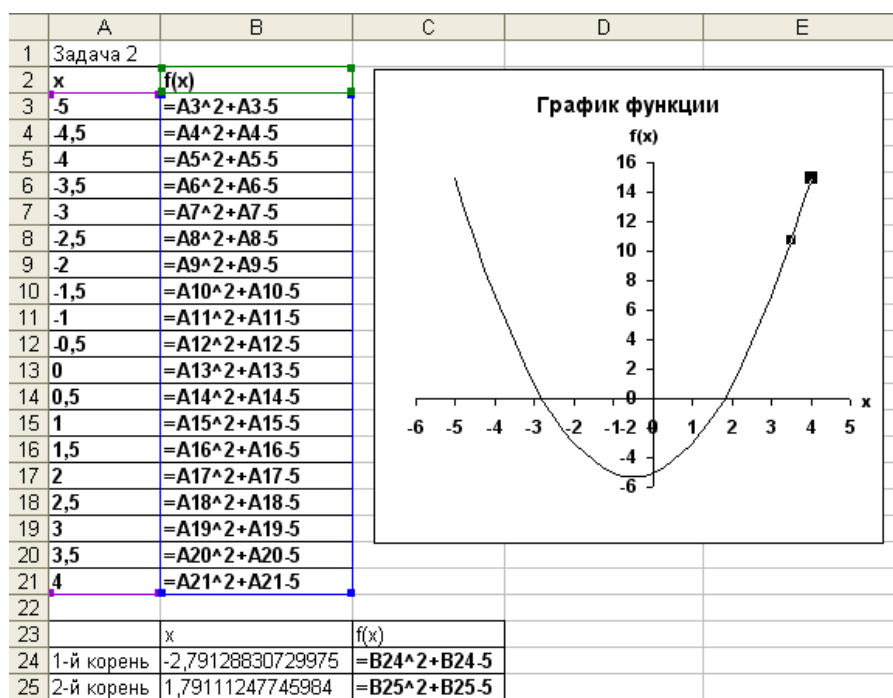 A B C D E
1 Задача 2
2 x f(x)
3 -5 =A3^2+A3-5
4 -4,5 =A4^2+A4-5
5 -4 =A5^2+A5-5
6 -3,5 =A6^2+A6-5
7 -3 =A7^2+A7-5
8 -2,5 =A8^2+A8-5
9 -2 =A9^2+A9-5
10 -1,5 =A10^2+A10-5
11 -1 =A11^2+A11-5
12 -0,5 =A12^2+A12-5
13 0 =A13^2+A13-5
14 0,5 =A14^2+A14-5
15 1 =A15^2+A15-5
16 1,5 =A16^2+A16-5
17 2 =A17^2+A17-5
18 2,5 =A18^2+A18-5
19 3 =A19^2+A19-5
20 3,5 =A20^2+A20-5
21 4 =A21^2+A21-5
22
23 x f(x)
24 1-й корень -2,79128830729975 =B24^2+B24-5
25 2-й корень 1,79111247745984 =B25^2+B25-5
График функции
f(x)
16
14
12
10
8
6
4
2
0
x
-6 -5 -4 -3 -2 -1 -2 0 1 2 3 4 5
-4
-6